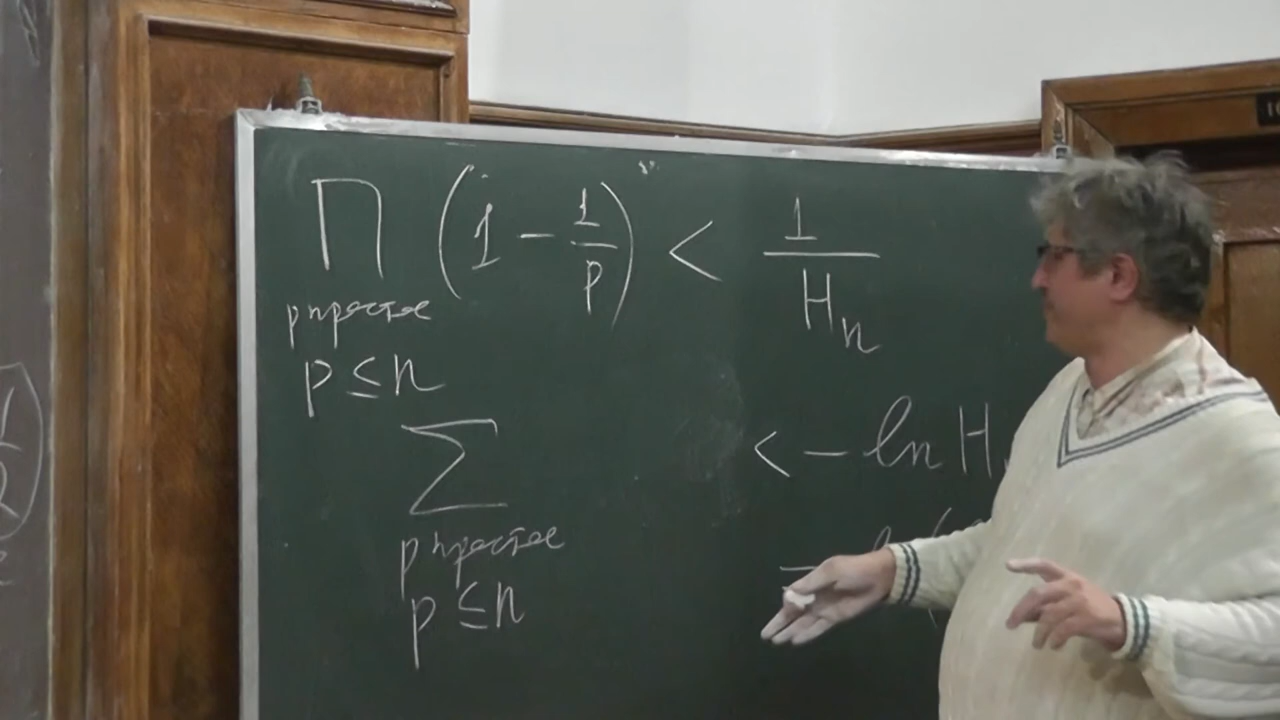 ∏ (1 - 1/p) < 1/H_n
p простое
p ≤ n
∑ < - ln H
p простое
p ≤ n